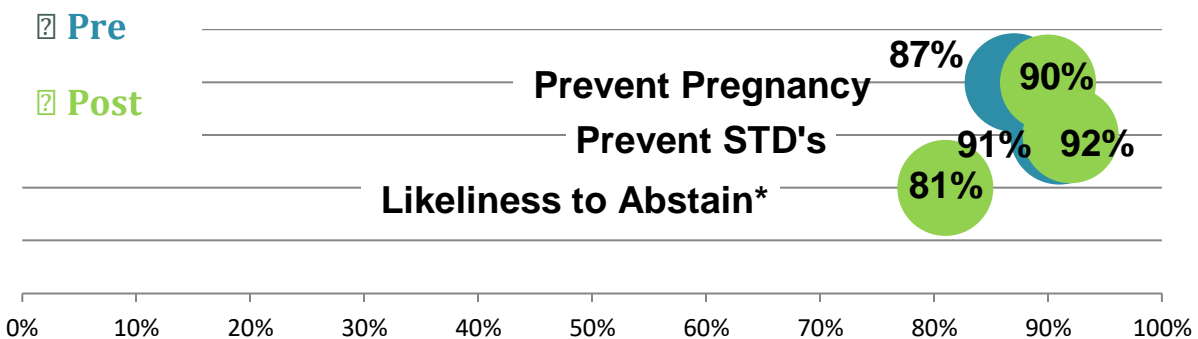 Pre
Post
87%
Prevent Pregnancy
90%
Prevent STD's
91%
92%
Likeliness to Abstain*
81%
0% 10% 20% 30% 40% 50% 60% 70% 80% 90% 100%